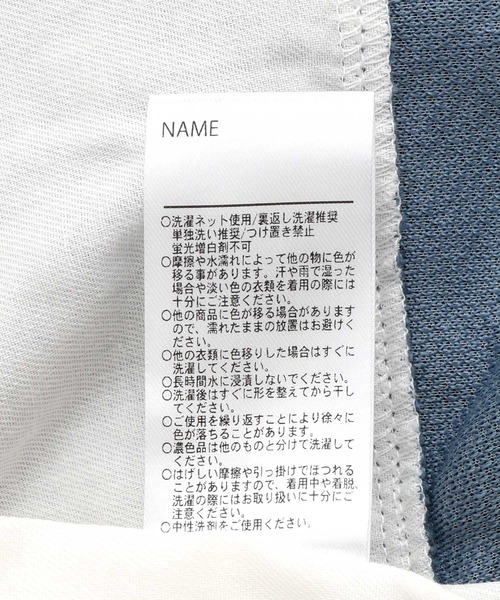 NAME
○洗濯ネット使用/裏返し洗濯推奨
単独洗い推奨/つけ置き禁止
蛍光増白剤不可
○摩擦や水濡れによって他の物に色が
移る事があります。汗や雨で湿った
場合や淡い色の衣類を着用の際には
十分にご注意ください。
○他の商品に色が移る場合があります
ので、濡れたままの放置はお避けく
ださい。
○他の衣類に色移りした場合はすぐに
洗濯してください。
○長時間水に浸漬しないでください。
○洗濯後はすぐに形を整えてから干し
てください。
○ご使用を繰り返すことにより徐々に
色が落ちることがあります。
○濃色品は他のものと分けて洗濯して
ください。
○はげしい摩擦や引っ掛けでほつれる
ことがありますので、着用中や着脱、
洗濯の際にはお取り扱いに十分にご
注意ください。
○中性洗剤をご使用ください。